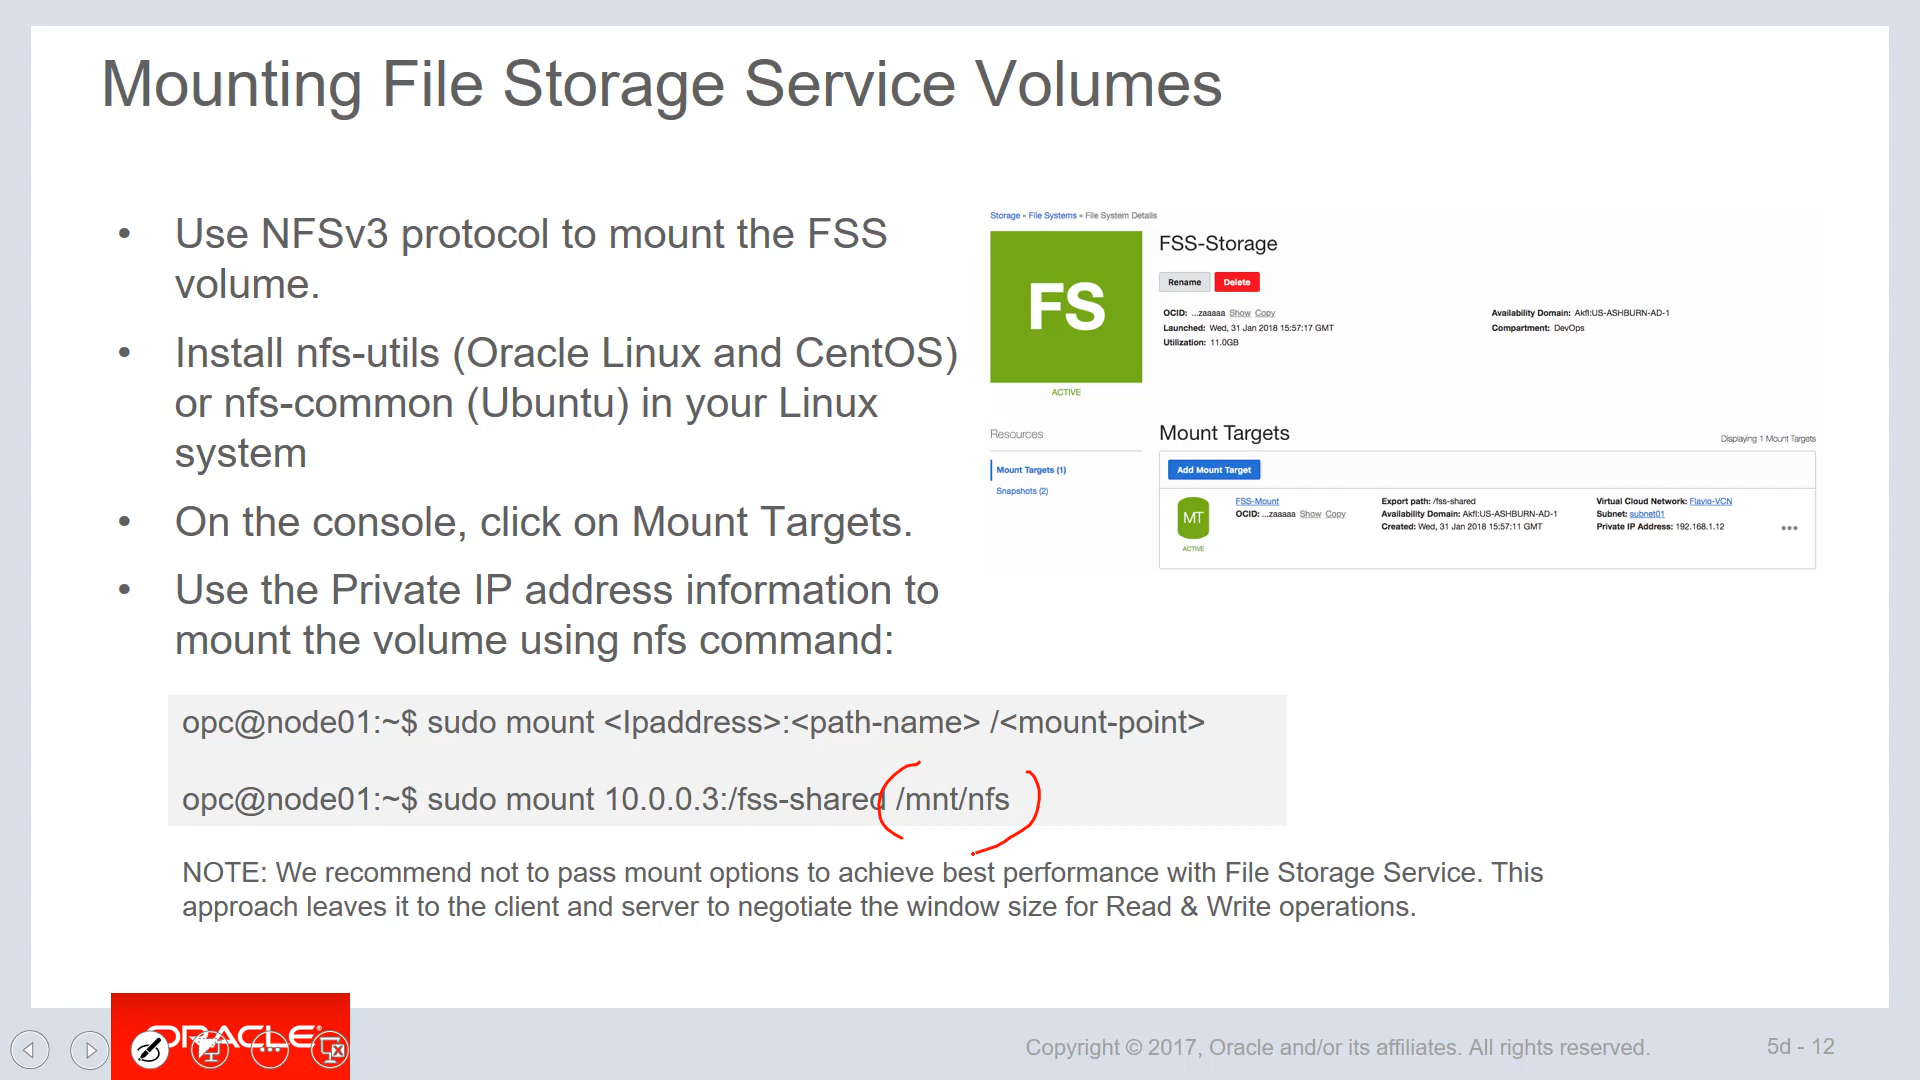 Mounting File Storage Service Volumes
• Use NFSv3 protocol to mount the FSS
volume.
• Install nfs-utils (Oracle Linux and CentOS)
or nfs-common (Ubuntu) in your Linux
system
• On the console, click on Mount Targets.
• Use the Private IP address information to
mount the volume using nfs command:
Storage » File Systems » File System Details
FS
ACTIVE
FSS-Storage
Rename Delete
OCID: ...zaaaaa Show Copy
Launched: Wed, 31 Jan 2018 15:57:17 GMT
Utilization: 11.0GB
Availability Domain: Akfl:US-ASHBURN-AD-1
Compartment: DevOps
Resources
Mount Targets (1)
Snapshots (2)
Mount Targets
Displaying 1 Mount Targets
Add Mount Target
MT
ACTIVE
FSS-Mount
OCID: ...zaaaaa Show Copy
Export path: /fss-shared
Availability Domain: Akfl:US-ASHBURN-AD-1
Created: Wed, 31 Jan 2018 15:57:11 GMT
Virtual Cloud Network: Flavio-VCN
Subnet: subnet01
Private IP Address: 192.168.1.12
opc@node01:~$ sudo mount <Ipaddress>:<path-name> /<mount-point>
opc@node01:~$ sudo mount 10.0.0.3:/fss-shared /mnt/nfs
NOTE: We recommend not to pass mount options to achieve best performance with File Storage Service. This
approach leaves it to the client and server to negotiate the window size for Read & Write operations.
ORACLE®
Copyright © 2017, Oracle and/or its affiliates. All rights reserved.
5d - 12